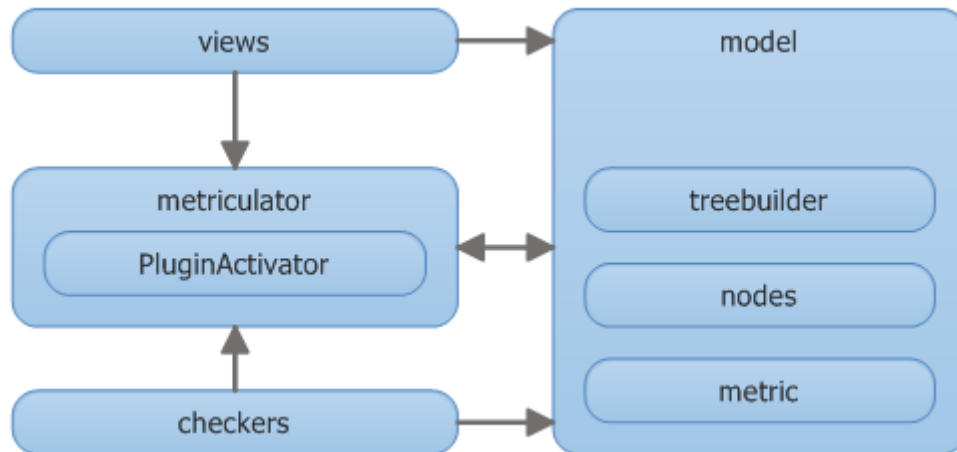 views
model
metriculator
PluginActivator
treebuilder
nodes
metric
checkers